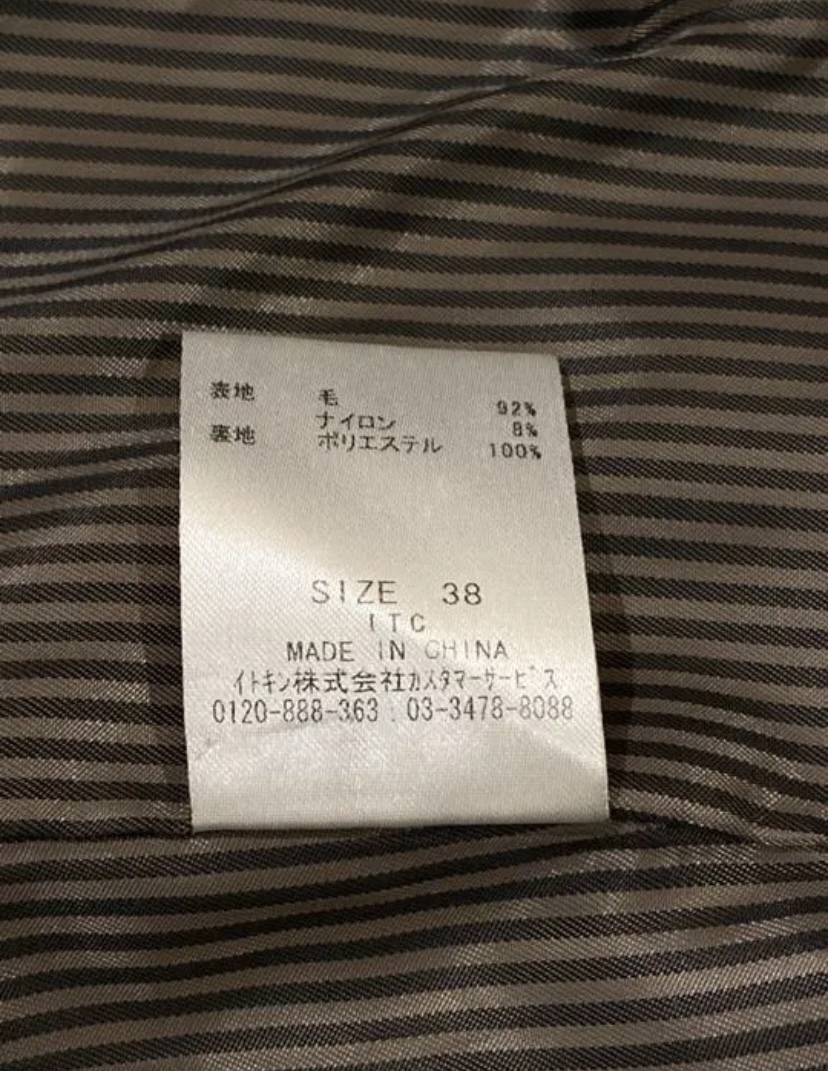 表地 毛 92%
ナイロン 8%
裏地 ポリエステル 100%
SIZE 38
ITC
MADE IN CHINA
イトキン株式会社カスタマーサービス
0120-888-363 03-3478-8088